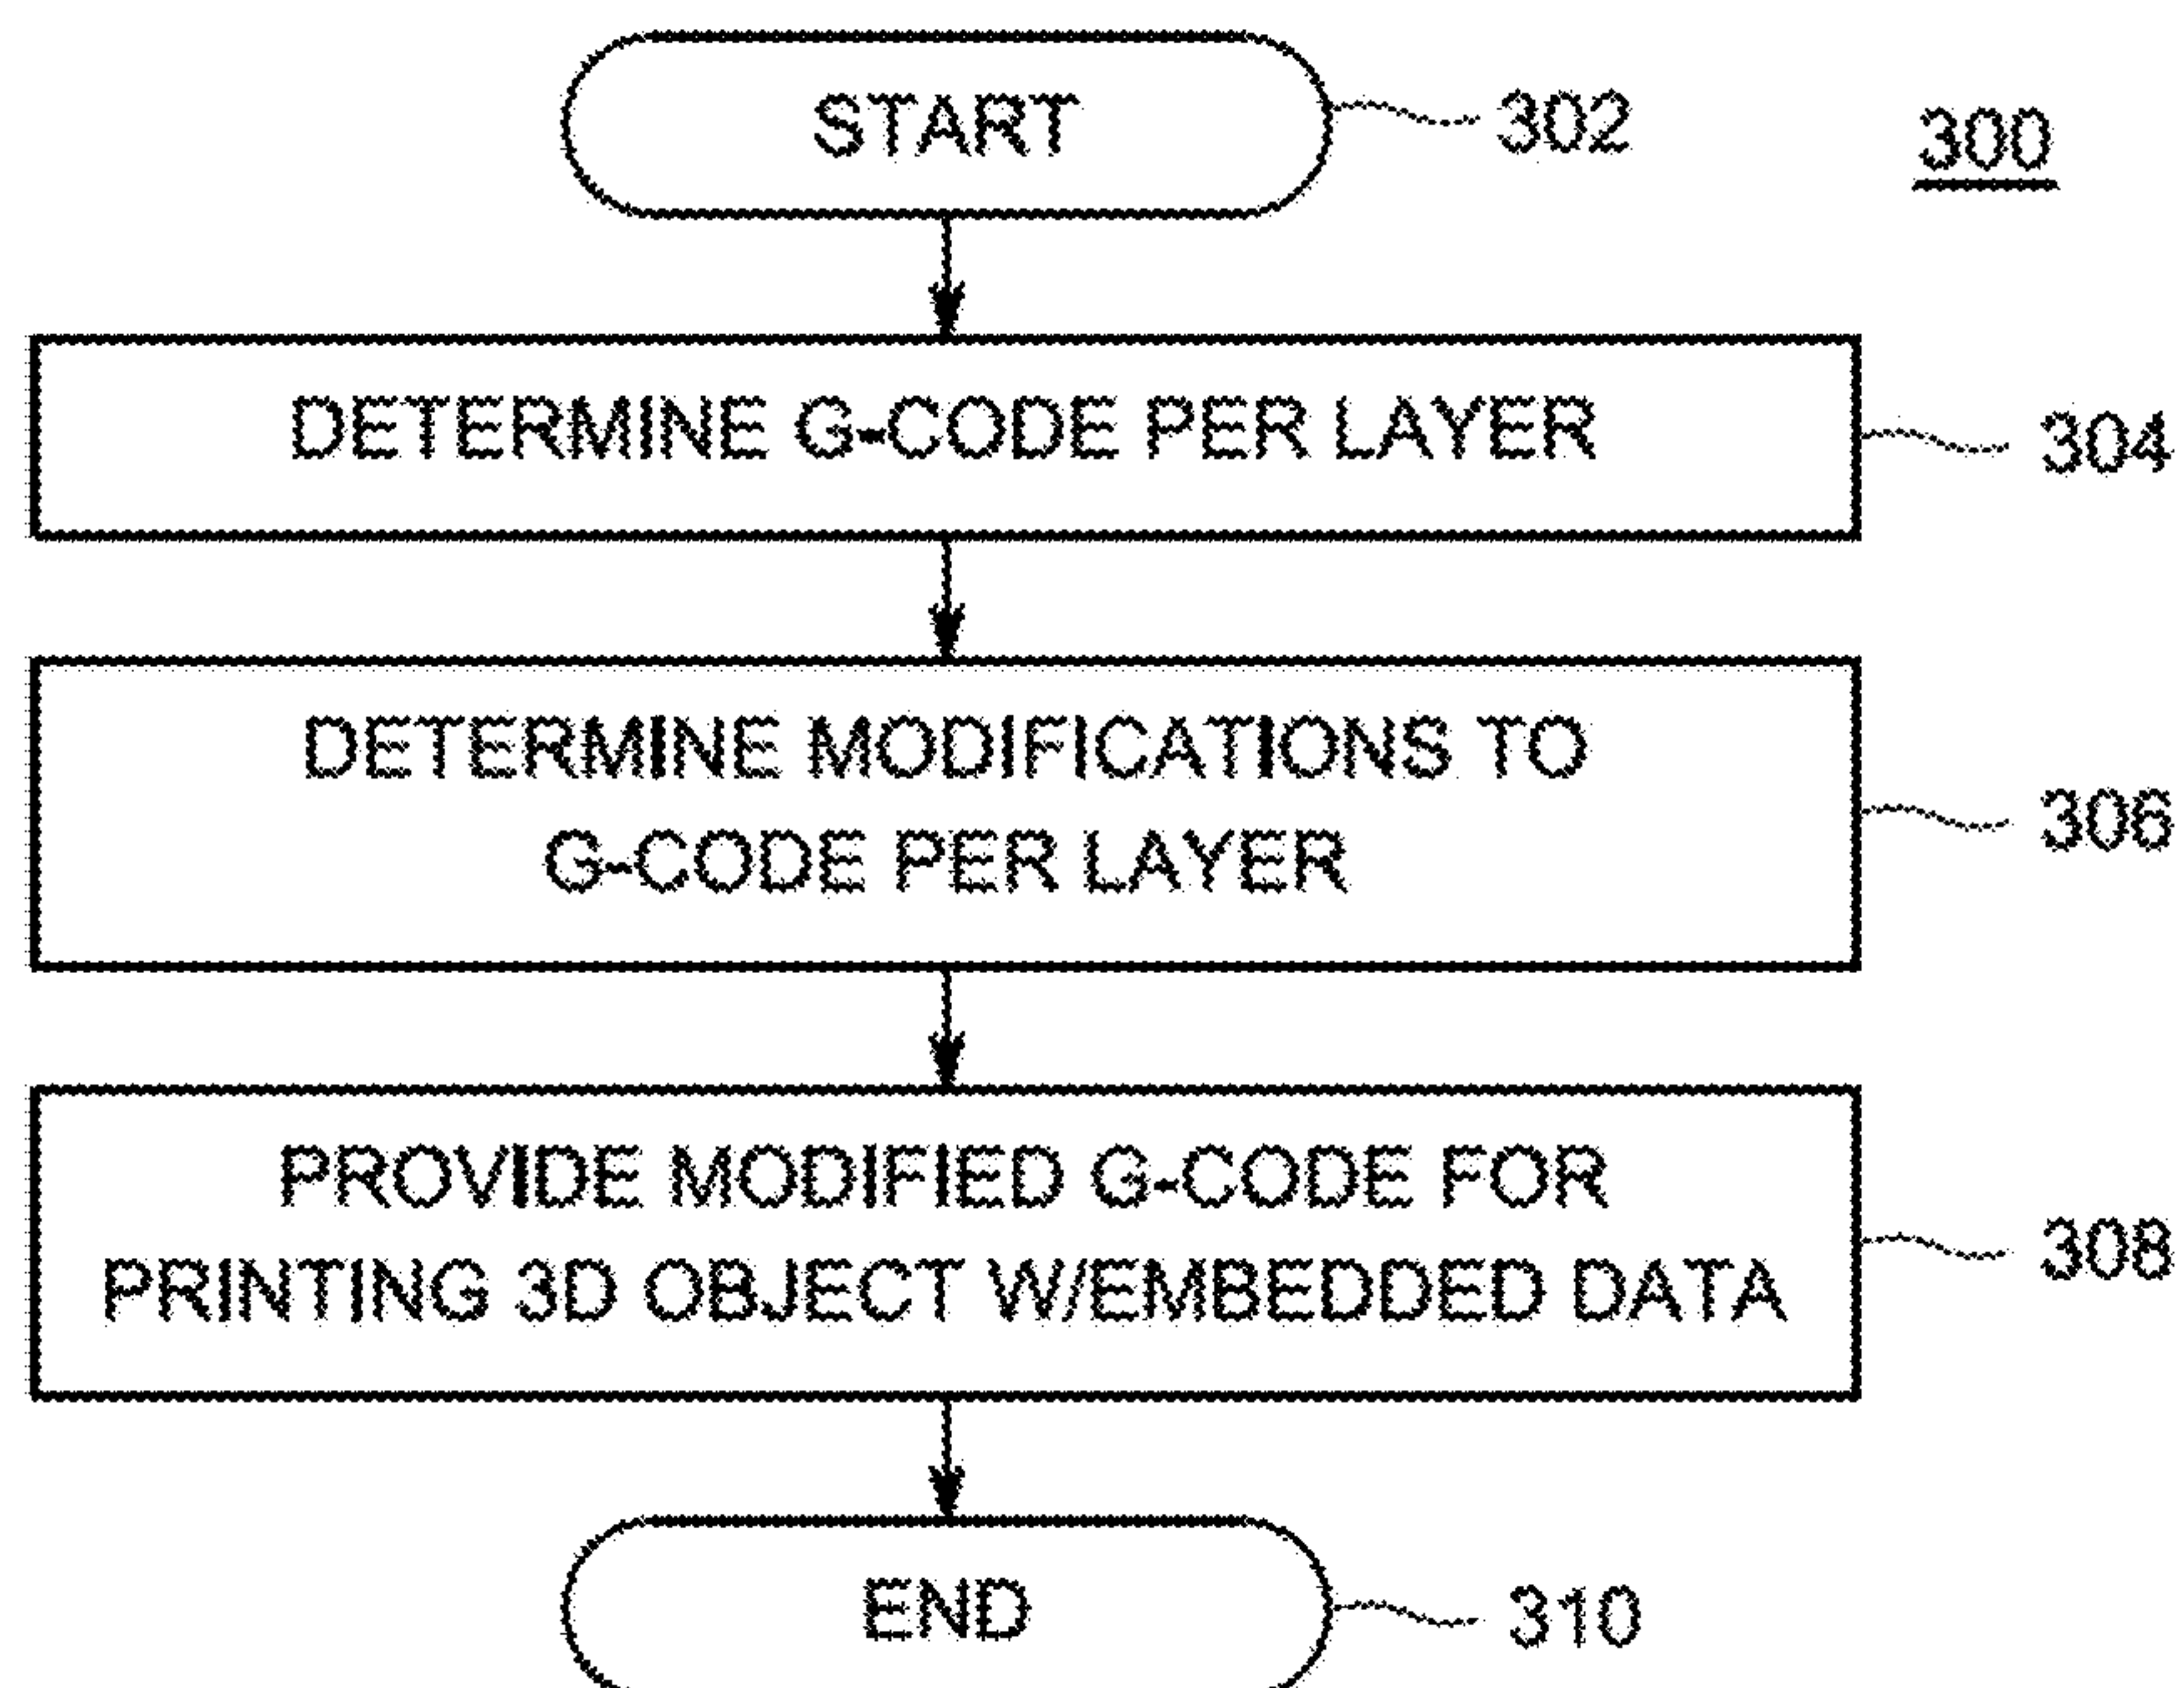 START
302
300
DETERMINE G-CODE PER LAYER
304
DETERMINE MODIFICATIONS TO
G-CODE PER LAYER
306
PROVIDE MODIFIED G-CODE FOR
PRINTING 3D OBJECT W/EMBEDDED DATA
308
END
310